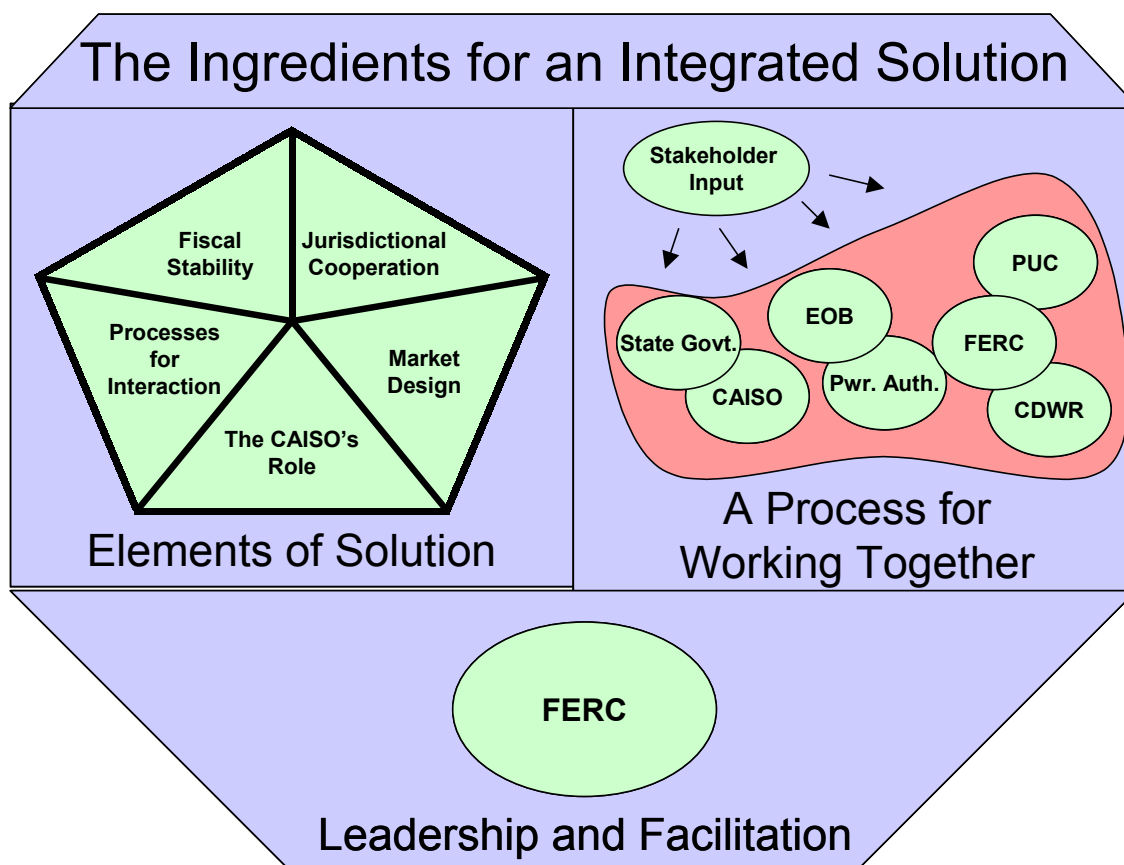 The Ingredients for an Integrated Solution
Fiscal
Stability
Jurisdictional
Cooperation
Processes
for
Interaction
Market
Design
The CAISO's
Role
Elements of Solution
Stakeholder
Input
PUC
EOB
State Govt.
FERC
Pwr. Auth.
CAISO
CDWR
A Process for
Working Together
FERC
Leadership and Facilitation